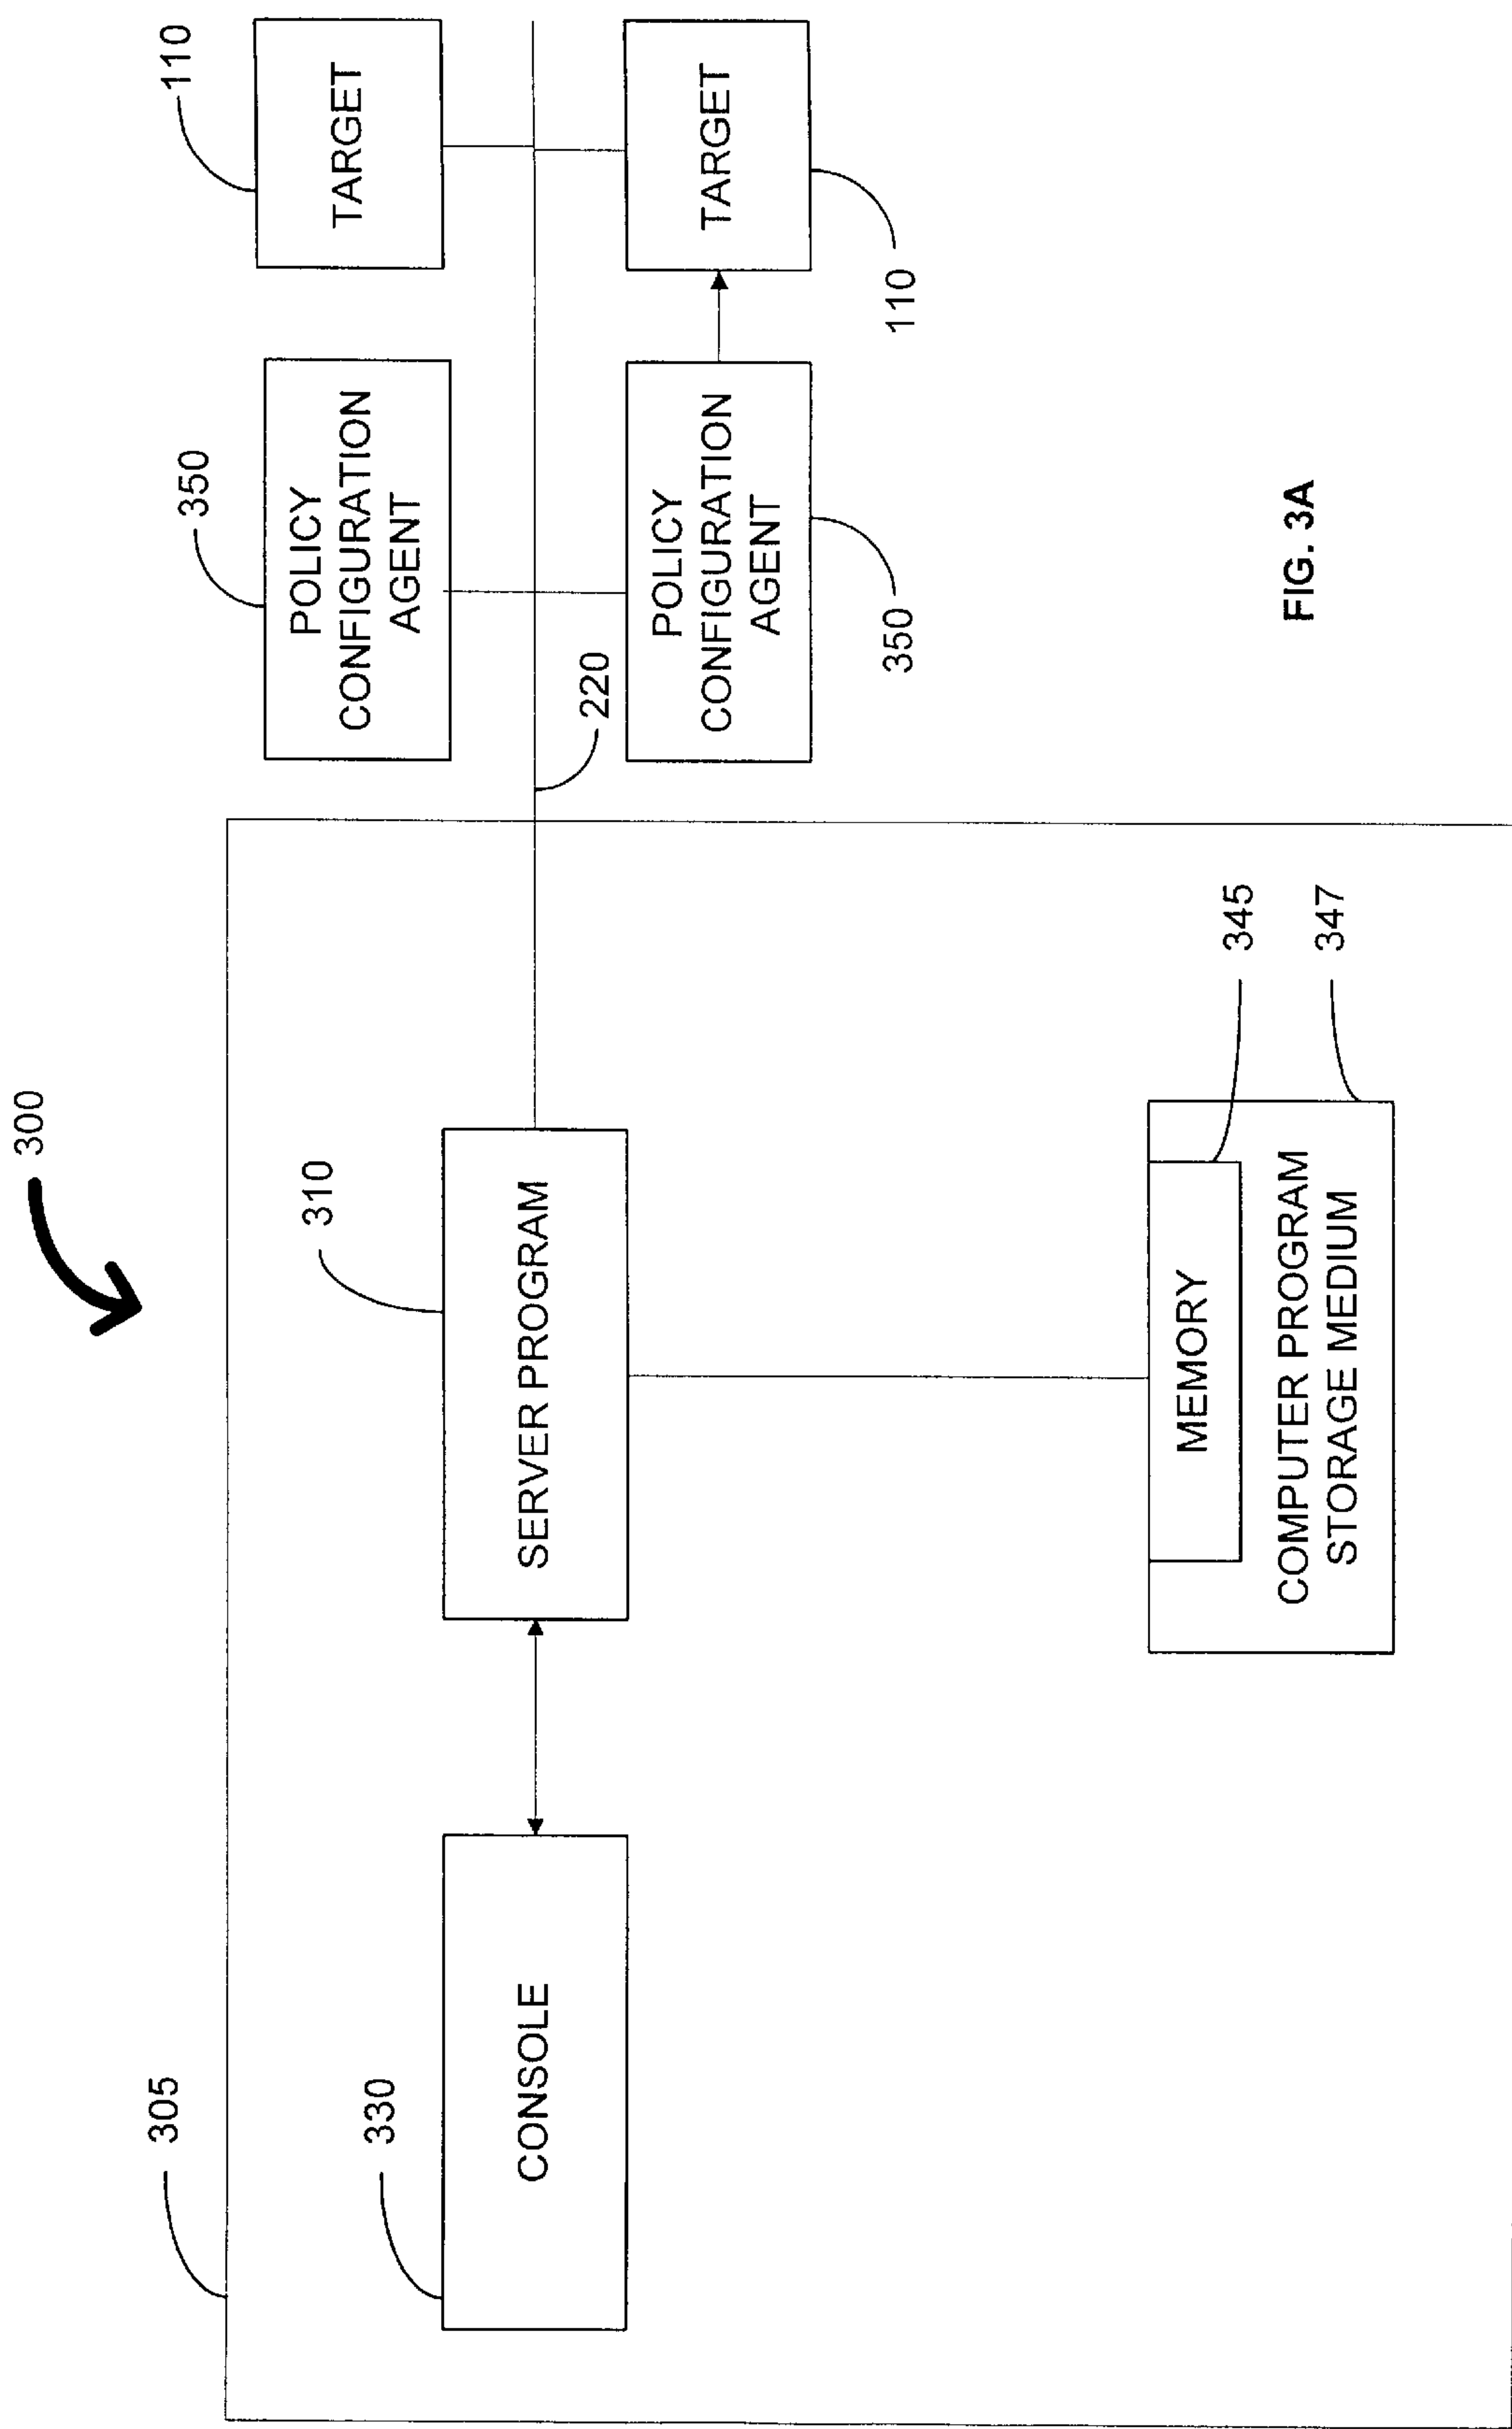 300
305
350
110
330
310
POLICY
CONFIGURATION
AGENT
TARGET
CONSOLE
SERVER PROGRAM
220
POLICY
CONFIGURATION
AGENT
TARGET
350
110
MEMORY
345
COMPUTER PROGRAM
STORAGE MEDIUM
347
FIG. 3A